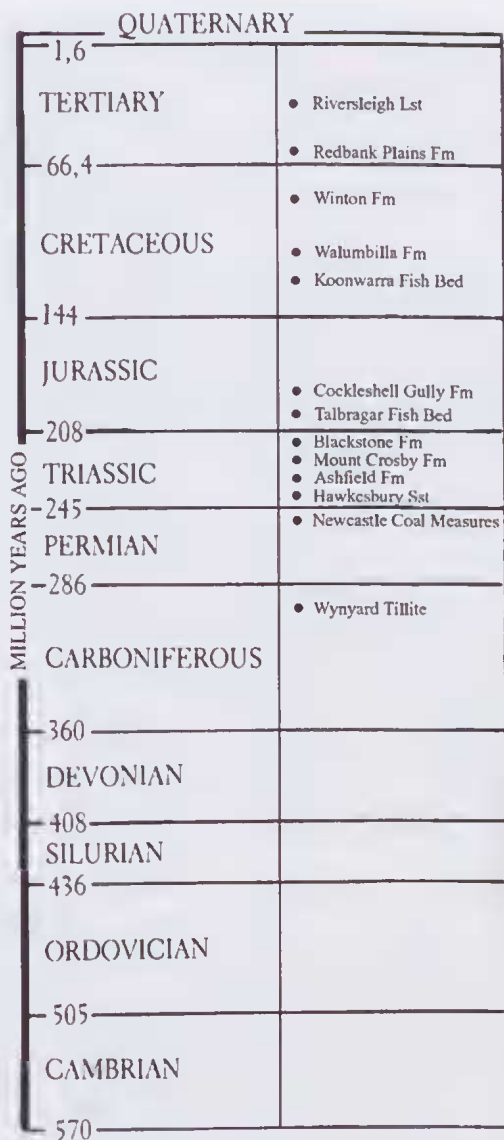 QUATERNARY
1,6
TERTIARY
Riversleigh Lst
Redbank Plains Fm
66,4
Winton Fm
CRETACEOUS
Walumbilla Fm
Koonwarra Fish Bed
144
JURASSIC
Cockleshell Gully Fm
Talbragar Fish Bed
208
Blackstone Fm
Mount Crosby Fm
TRIASSIC
Ashfield Fm
Hawkesbury Sst
245
Newcastle Coal Measures
PERMIAN
286
Wynyard Tillite
CARBONIFEROUS
360
DEVONIAN
408
SILURIAN
436
ORDOVICIAN
505
CAMBRIAN
570
MILLION YEARS AGO